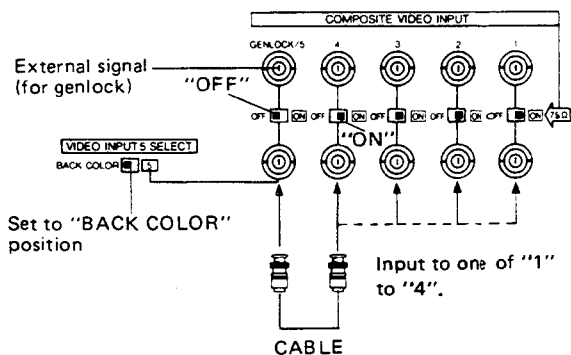 COMPOSITE VIDEO INPUT
GENLOCK/5 4 3 2 1
External signal
(for genlock)
"OFF"
OFF ON OFF ON OFF ON OFF ON OFF ON 75Ω
"ON"
VIDEO INPUT 5 SELECT
BACK COLOR 5
Set to "BACK COLOR"
position
Input to one of "1"
to "4".
CABLE